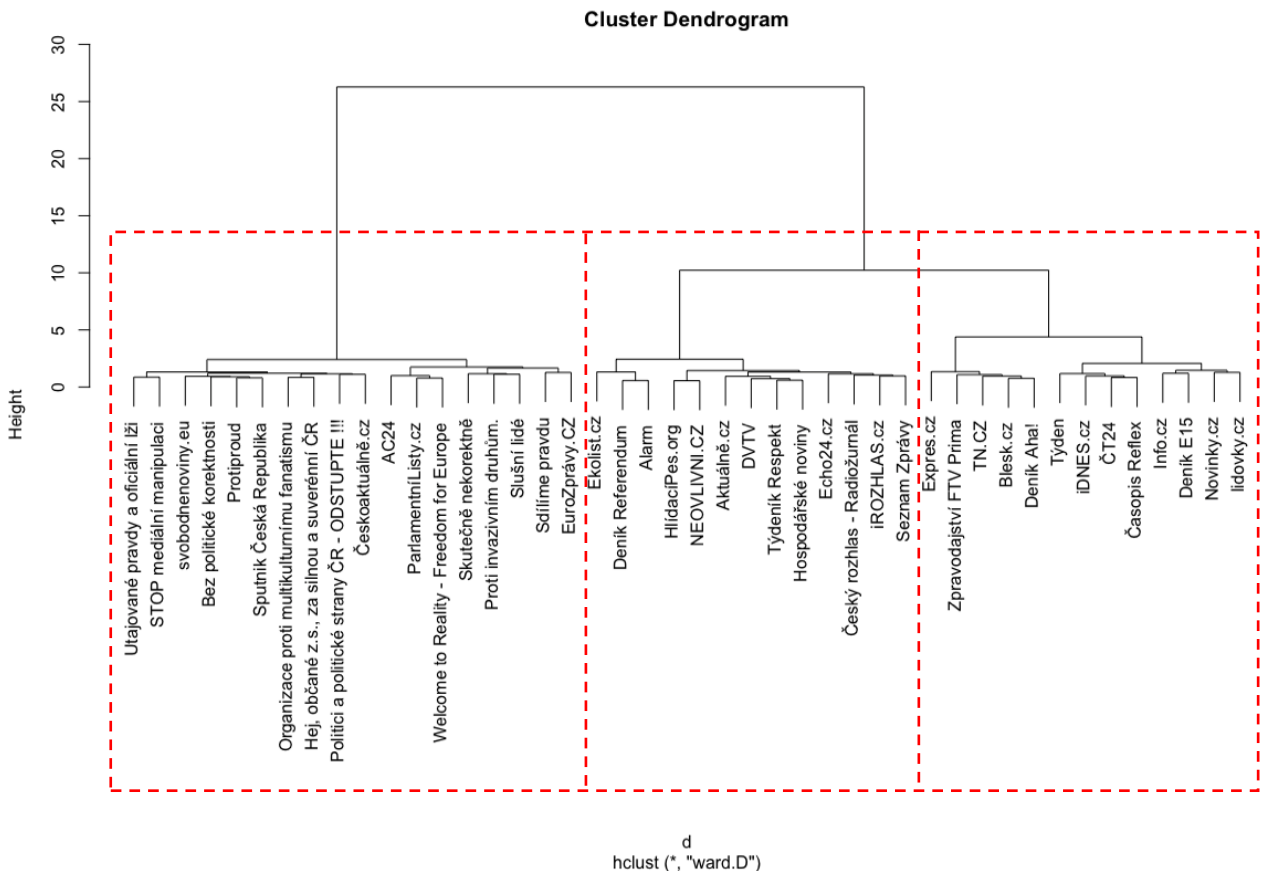 Cluster Dendrogram
30
25
20
15
10
5
0
Height
Utajované pravdy a oficiální lži
STOP mediální manipulaci
svobodnenoviny.eu
Bez politické korektnosti
Protiproud
Sputnik Česká Republika
Organizace proti multikulturnímu fanatismu
Hej, občané z.s., za silnou a suverénní ČR
Politici a politické strany ČR - ODSTUPTE !!!
Českoaktuálně.cz
AC24
ParlamentníListy.cz
Welcome to Reality - Freedom for Europe
Skutečně nekorektně
Proti invazivním druhům.
Slušní lidé
Sdílíme pravdu
EuroZprávy.CZ
Ekolist.cz
Deník Referendum
Alarm
HlídacíPes.org
NEOVLIVNI.CZ
Aktuálně.cz
DVTV
Týdeník Respekt
Hospodářské noviny
Echo24.cz
Český rozhlas - Radiožurnál
iROZHLAS.cz
Seznam Zprávy
Expres.cz
Zpravodajství FTV Prima
TN.CZ
Blesk.cz
Deník Aha!
Týden
iDNES.cz
ČT24
Časopis Reflex
Info.cz
Deník E15
Novinky.cz
lidovky.cz
d
hclust (*, "ward.D")